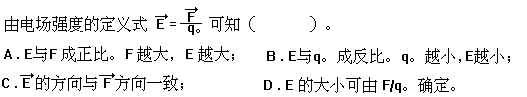 由电场强度的定义式 E⃗=F⃗/q。可知（ ）。
A．E与F成正比。F越大，E越大； B．E与q。成反比。q。越小,E越小；
C．E⃗的方向与F⃗方向一致； D．E的大小可由F/q。确定。